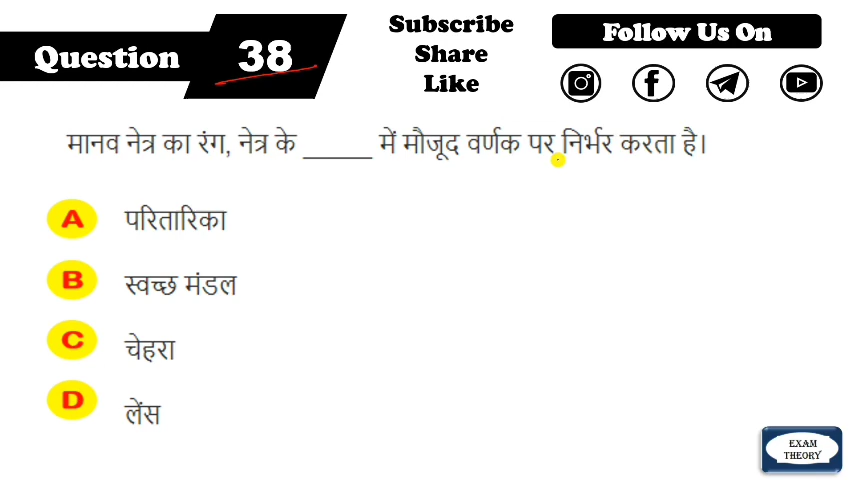 Question 38
Subscribe
Share
Like
Follow Us On
मानव नेत्र का रंग, नेत्र के _____ में मौजूद वर्णक पर निर्भर करता है।
A परितारिका
B स्वच्छ मंडल
C चेहरा
D लेंस
EXAM
THEORY